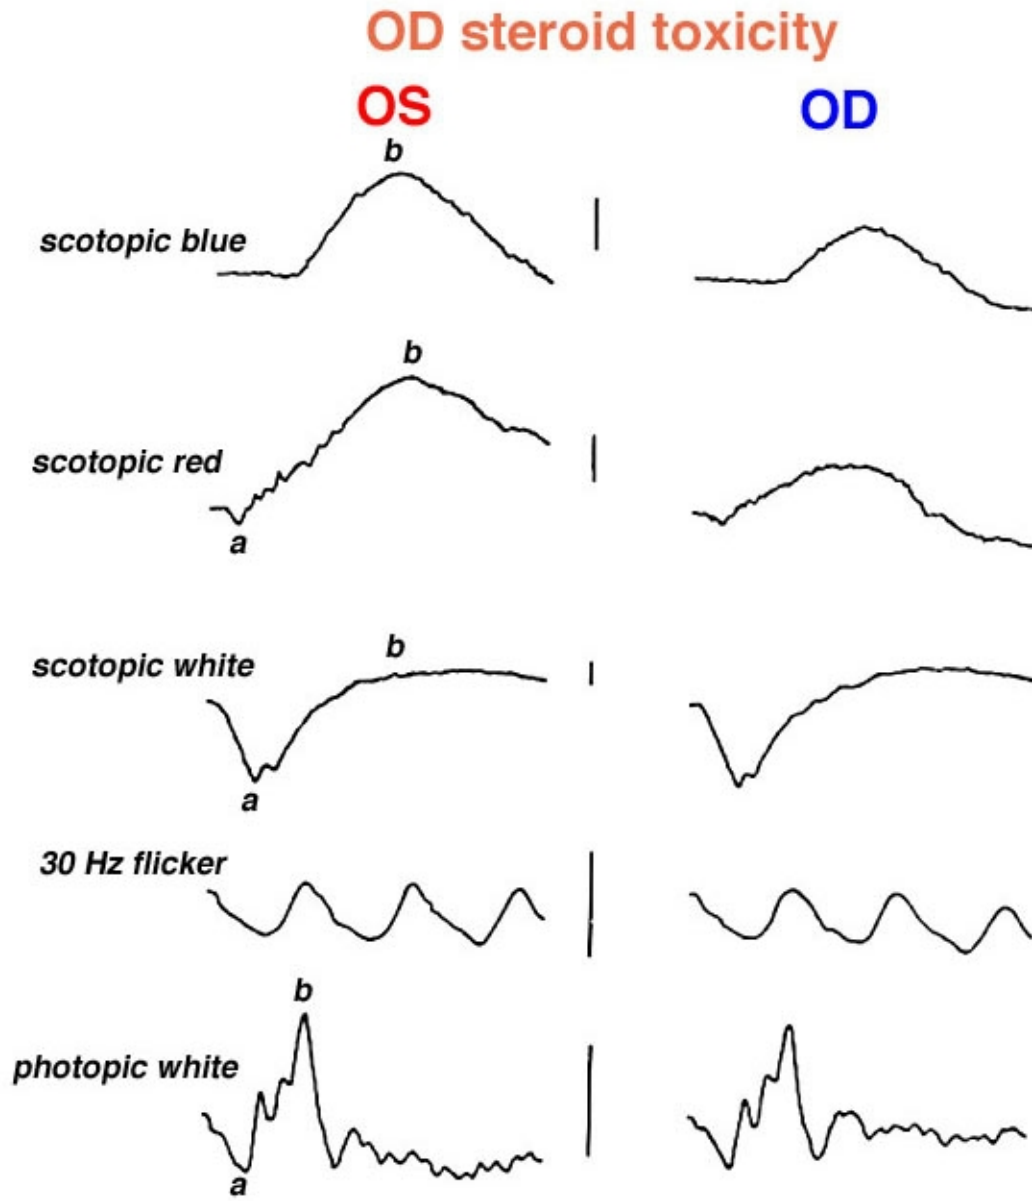 OD steroid toxicity
OS OD
b
scotopic blue
b
scotopic red
a
b
scotopic white
a
30 Hz flicker
b
photopic white
a